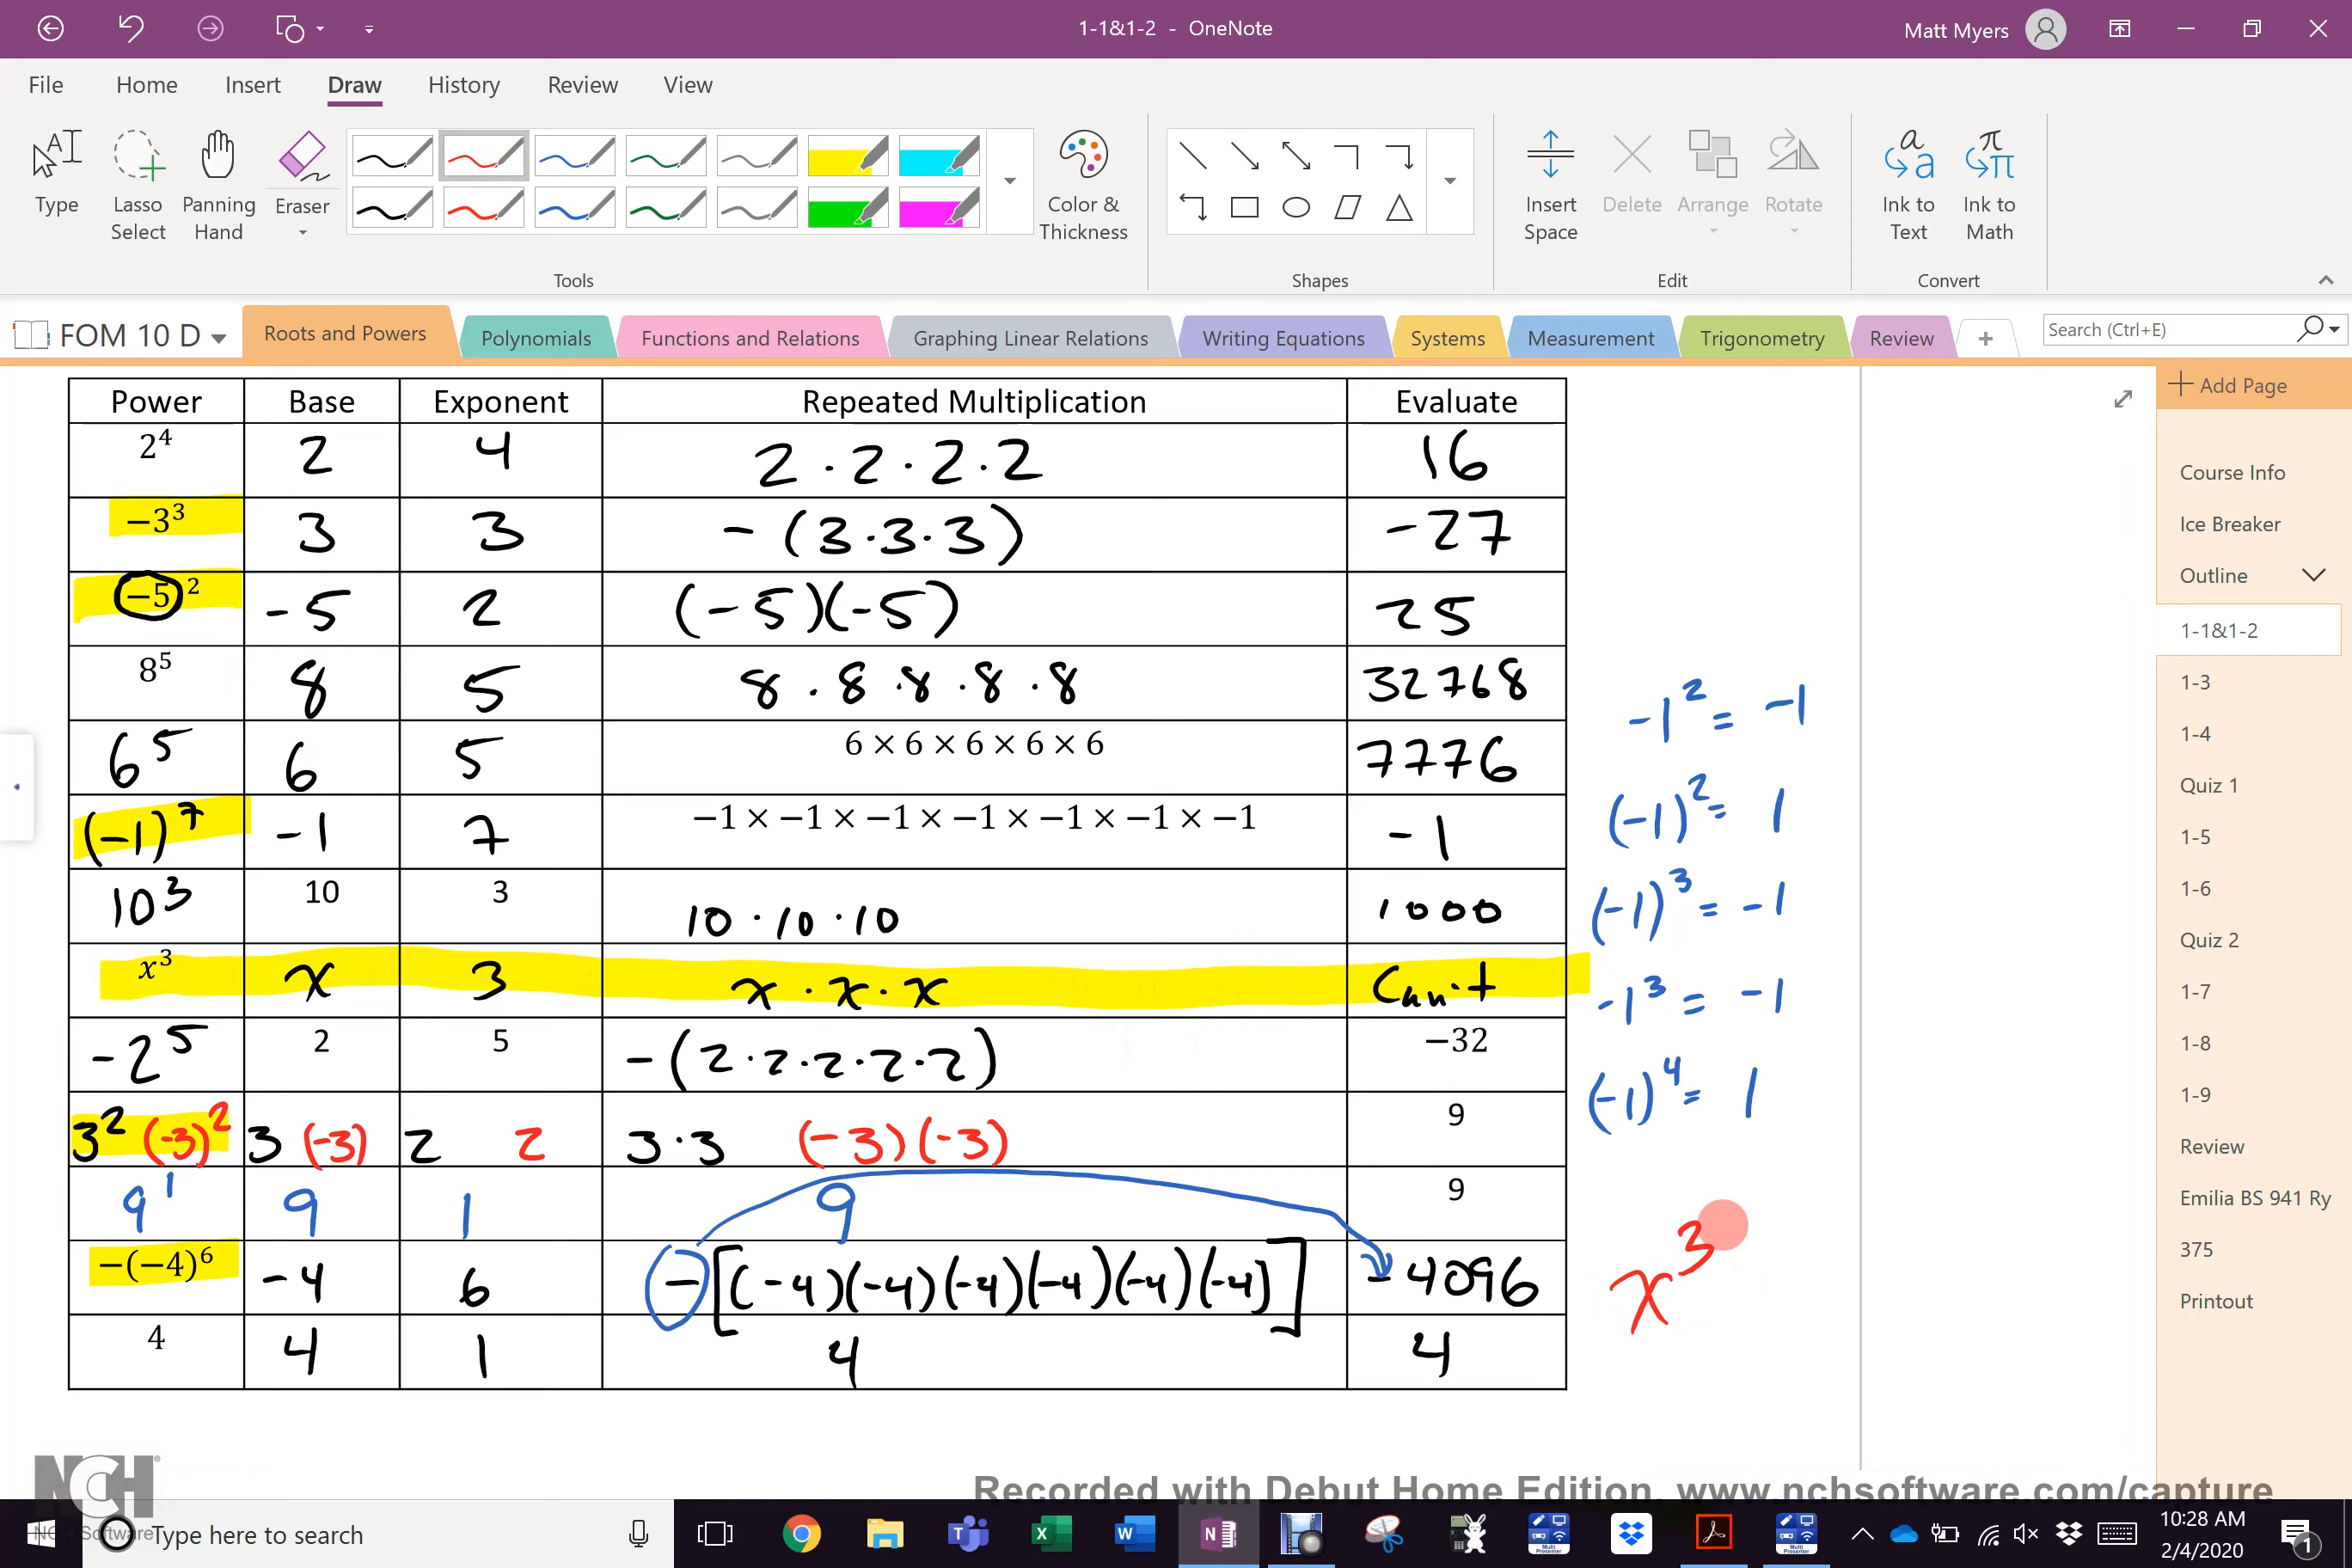 1-1&1-2 - OneNote
Matt Myers
File Home Insert Draw History Review View
Type
Lasso Select
Panning Hand
Eraser
Color & Thickness
Insert Space
Delete
Arrange
Rotate
Ink to Text
Ink to Math
Tools
Shapes
Edit
Convert
FOM 10 D
Roots and Powers
Polynomials
Functions and Relations
Graphing Linear Relations
Writing Equations
Systems
Measurement
Trigonometry
Review
+
Search (Ctrl+E)
Power Base Exponent Repeated Multiplication Evaluate
2⁴ 2 4 2 · 2 · 2 · 2 16
−3³ 3 3 − (3 · 3 · 3) −27
(−5)² −5 2 (−5)(−5) 25
8⁵ 8 5 8 · 8 · 8 · 8 · 8 32768
6⁵ 6 5 6 × 6 × 6 × 6 × 6 7776
(−1)⁷ −1 7 −1 × −1 × −1 × −1 × −1 × −1 × −1 −1
10³ 10 3 10 · 10 · 10 1000
x³ x 3 x · x · x Can't
−2⁵ 2 5 −(2 · 2 · 2 · 2 · 2) −32
3² (−3)² 3 (−3) 2 2 3 · 3 (−3)(−3) 9
9¹ 9 1 9 9
−(−4)⁶ −4 6 −[(−4)(−4)(−4)(−4)(−4)(−4)] −4096
4 4 1 4 4
−1² = −1
(−1)² = 1
(−1)³ = −1
−1³ = −1
(−1)⁴ = 1
x³
Add Page
Course Info
Ice Breaker
Outline
1-1&1-2
1-3
1-4
Quiz 1
1-5
1-6
Quiz 2
1-7
1-8
1-9
Review
Emilia BS 941 Ry
375
Printout
NCH
NCH Software
Recorded with Debut Home Edition. www.nchsoftware.com/capture
Type here to search
10:28 AM
2/4/2020
1